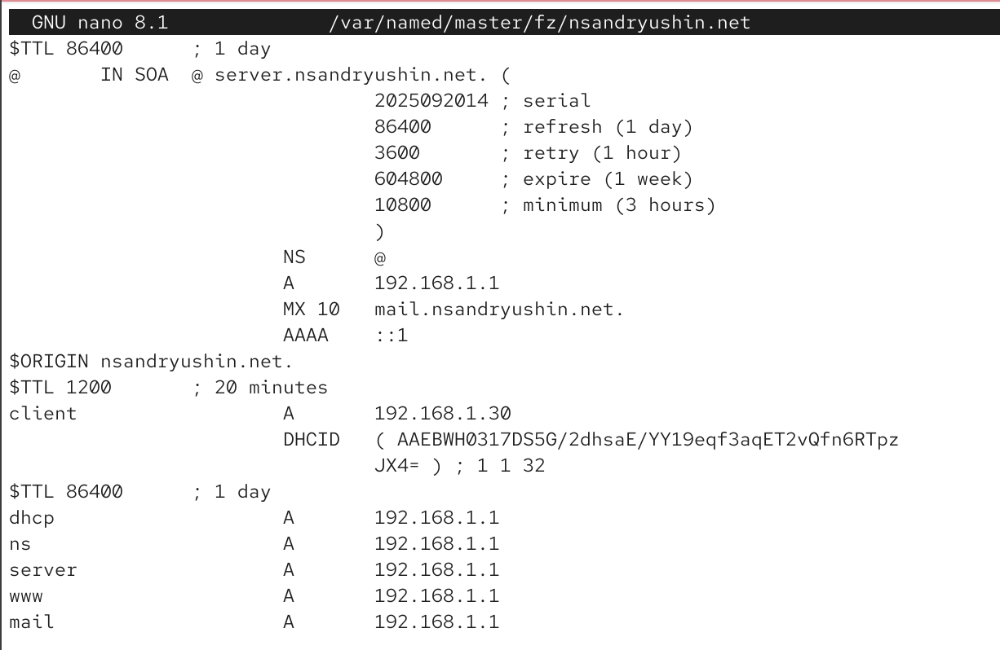 GNU nano 8.1 /var/named/master/fz/nsandryushin.net
$TTL 86400 ; 1 day
@ IN SOA @ server.nsandryushin.net. (
2025092014 ; serial
86400 ; refresh (1 day)
3600 ; retry (1 hour)
604800 ; expire (1 week)
10800 ; minimum (3 hours)
)
NS @
A 192.168.1.1
MX 10 mail.nsandryushin.net.
AAAA ::1
$ORIGIN nsandryushin.net.
$TTL 1200 ; 20 minutes
client A 192.168.1.30
DHCID ( AAEBWH0317DS5G/2dhsaE/YY19eqf3aqET2vQfn6RTpz
JX4= ) ; 1 1 32
$TTL 86400 ; 1 day
dhcp A 192.168.1.1
ns A 192.168.1.1
server A 192.168.1.1
www A 192.168.1.1
mail A 192.168.1.1